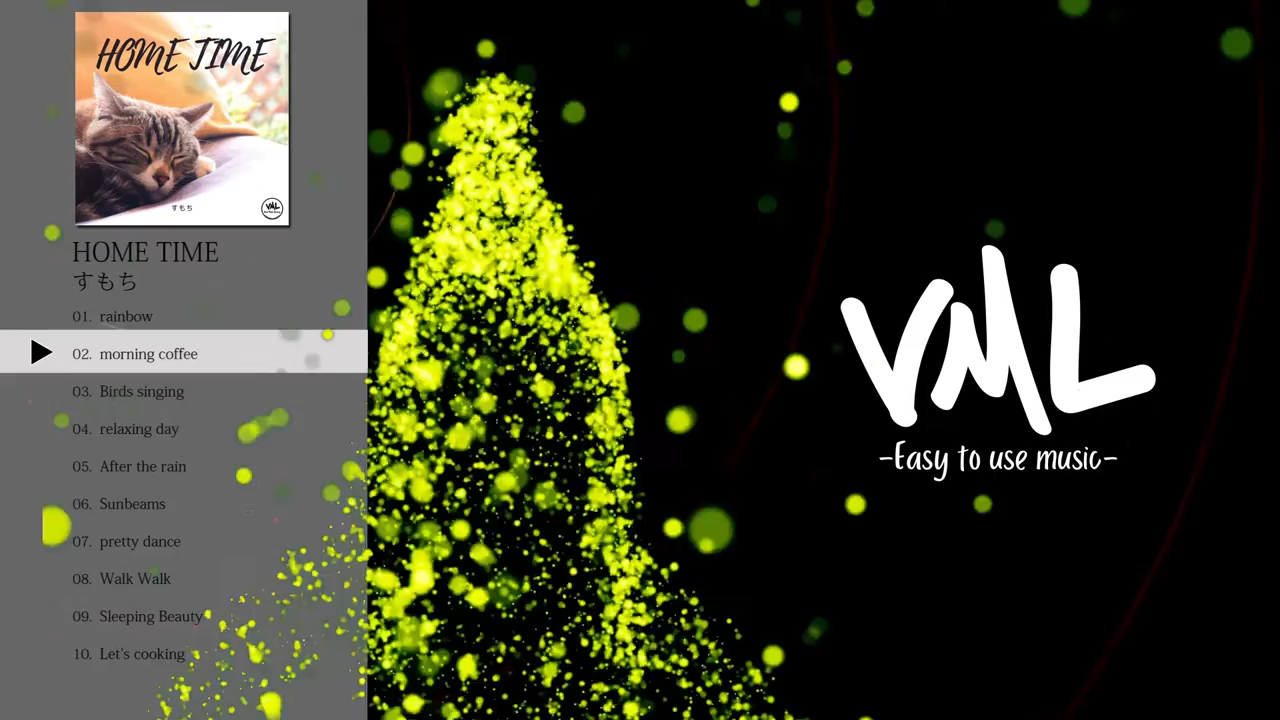 HOME TIME
すもち
VML
HOME TIME
すもち
01. rainbow
02. morning coffee
03. Birds singing
04. relaxing day
05. After the rain
06. Sunbeams
07. pretty dance
08. Walk Walk
09. Sleeping Beauty
10. Let's cooking
VML
-Easy to use music-